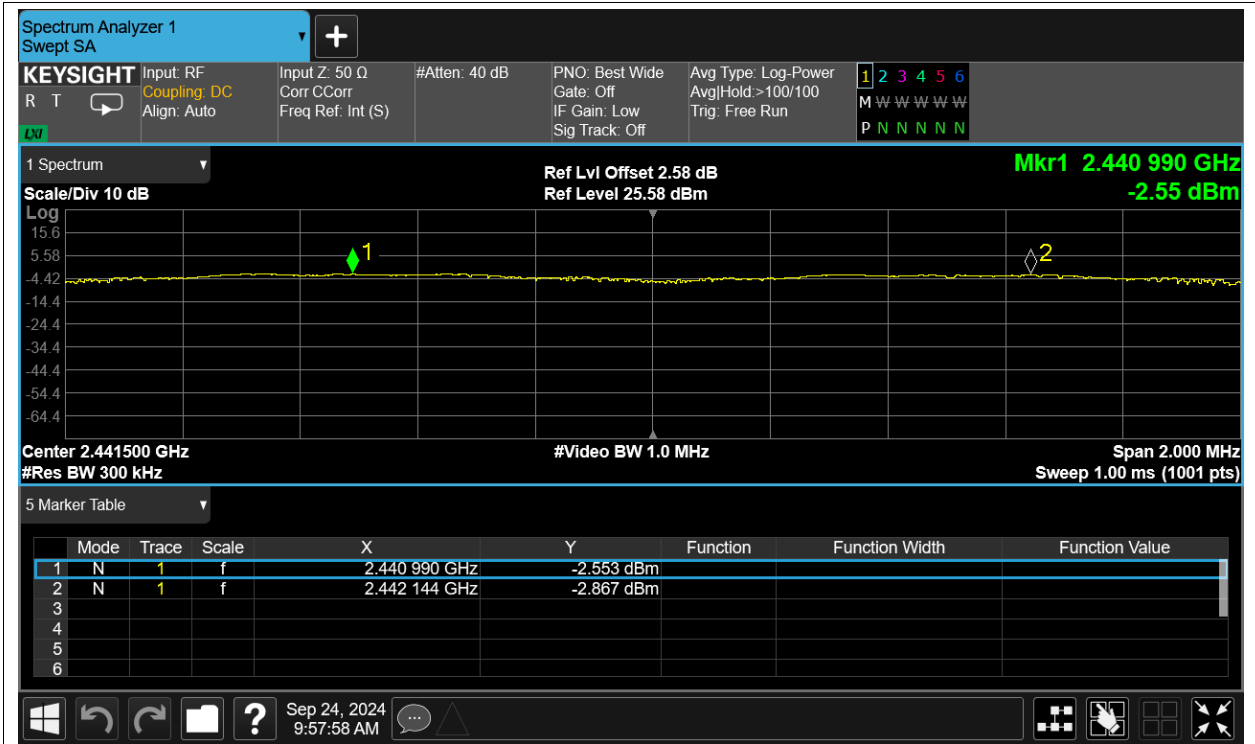 Spectrum Analyzer 1
Swept SA
KEYSIGHT
R T
LXI
Input: RF
Coupling: DC
Align: Auto
Input Z: 50 Ω
Corr CCorr
Freq Ref: Int (S)
#Atten: 40 dB
PNO: Best Wide
Gate: Off
IF Gain: Low
Sig Track: Off
Avg Type: Log-Power
Avg|Hold:>100/100
Trig: Free Run
1 2 3 4 5 6
M W W W W W
P N N N N N
1 Spectrum
Scale/Div 10 dB
Ref Lvl Offset 2.58 dB
Ref Level 25.58 dBm
Mkr1 2.440 990 GHz
-2.55 dBm
Log
15.6
5.58
-4.42
-14.4
-24.4
-34.4
-44.4
-54.4
-64.4
1
2
Center 2.441500 GHz
#Res BW 300 kHz
#Video BW 1.0 MHz
Span 2.000 MHz
Sweep 1.00 ms (1001 pts)
5 Marker Table
Mode Trace Scale X Y Function Function Width Function Value
1 N 1 f 2.440 990 GHz -2.553 dBm
2 N 1 f 2.442 144 GHz -2.867 dBm
3
4
5
6
?
Sep 24, 2024
9:57:58 AM